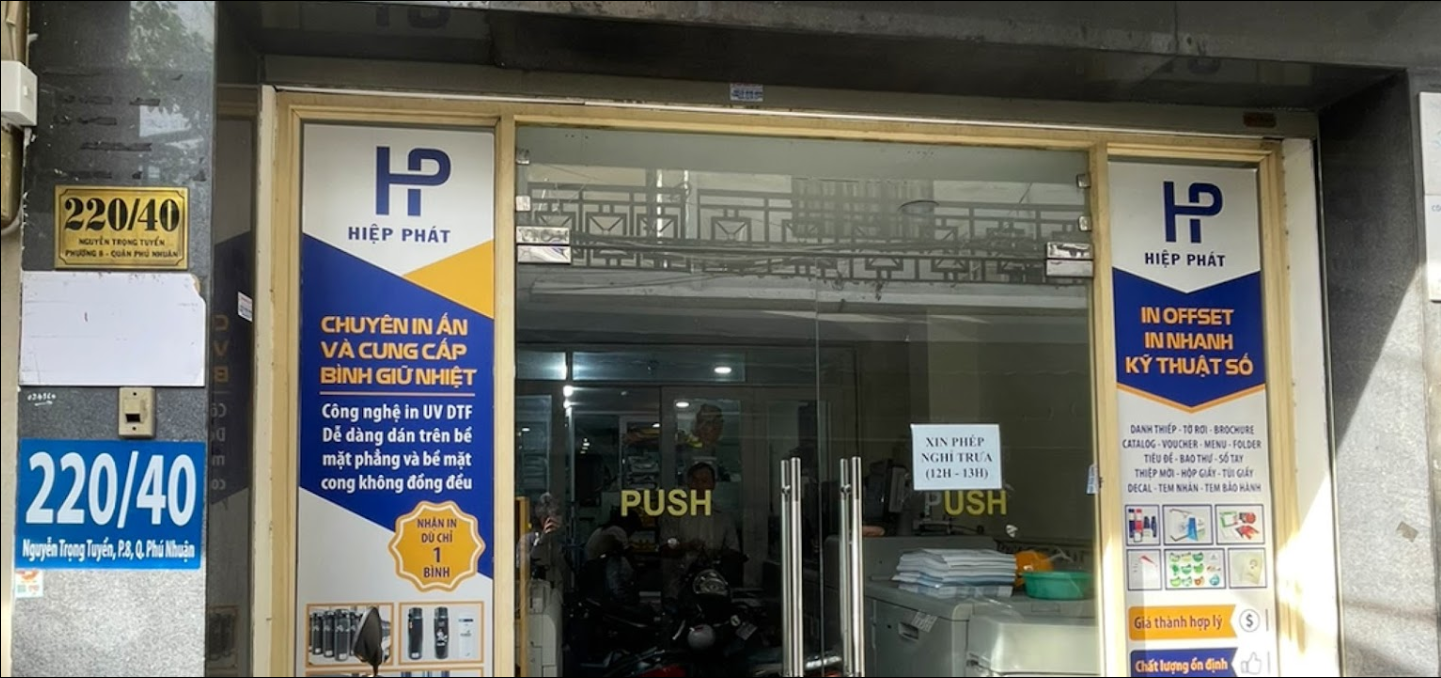 220/40
NGUYỄN TRỌNG TUYỂN
PHƯỜNG 8 - QUẬN PHÚ NHUẬN
220/40
Nguyễn Trọng Tuyển, P.8, Q. Phú Nhuận
HP
HIỆP PHÁT
CHUYÊN IN ẤN
VÀ CUNG CẤP
BÌNH GIỮ NHIỆT
Công nghệ in UV DTF
Dễ dàng dán trên bề
mặt phẳng và bề mặt
cong không đồng đều
NHẬN IN
DÙ CHỈ
1
BÌNH
PUSH
XIN PHÉP
NGHỈ TRƯA
(12H - 13H)
PUSH
HP
HIỆP PHÁT
IN OFFSET
IN NHANH
KỸ THUẬT SỐ
DANH THIẾP - TỜ RƠI - BROCHURE
CATALOG - VOUCHER - MENU - FOLDER
TIÊU ĐỀ - BAO THƯ - SỔ TAY
THIỆP MỜI - HỘP GIẤY - TÚI GIẤY
DECAL - TEM NHÃN - TEM BẢO HÀNH
Giá thành hợp lý
$
Chất lượng ổn định